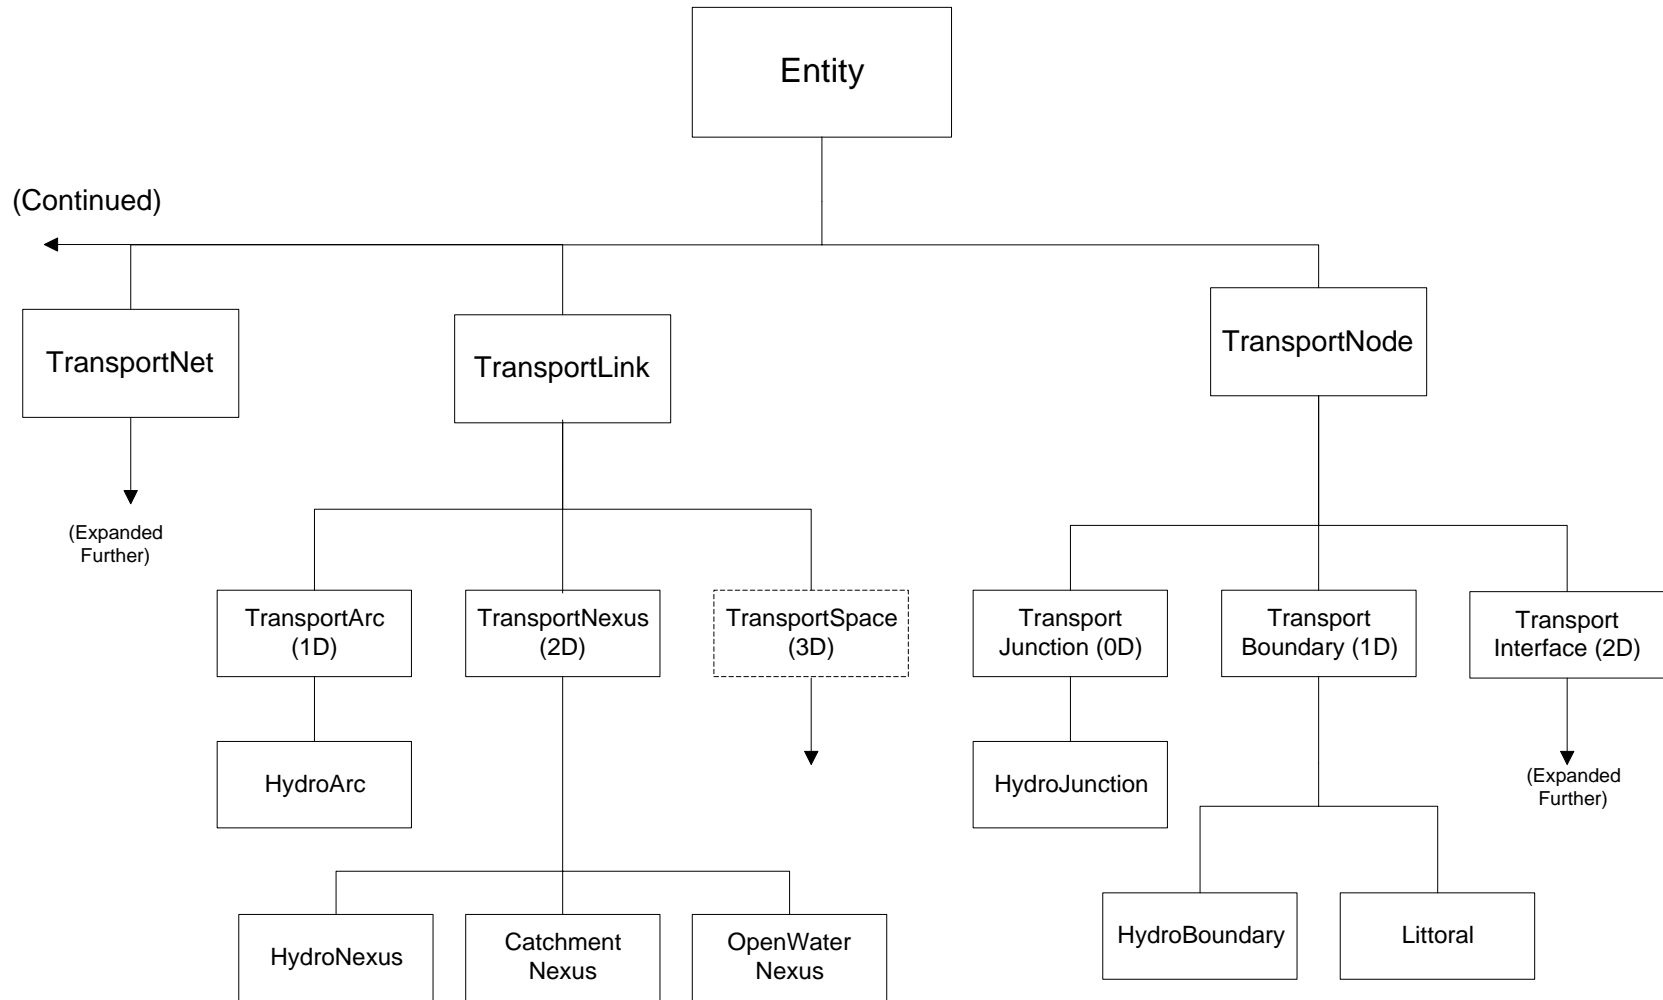 Entity
(Continued)
TransportNet
TransportLink
TransportNode
(Expanded
Further)
TransportArc
(1D)
TransportNexus
(2D)
TransportSpace
(3D)
Transport
Junction (0D)
Transport
Boundary (1D)
Transport
Interface (2D)
HydroArc
HydroJunction
(Expanded
Further)
HydroNexus
Catchment
Nexus
OpenWater
Nexus
HydroBoundary
Littoral